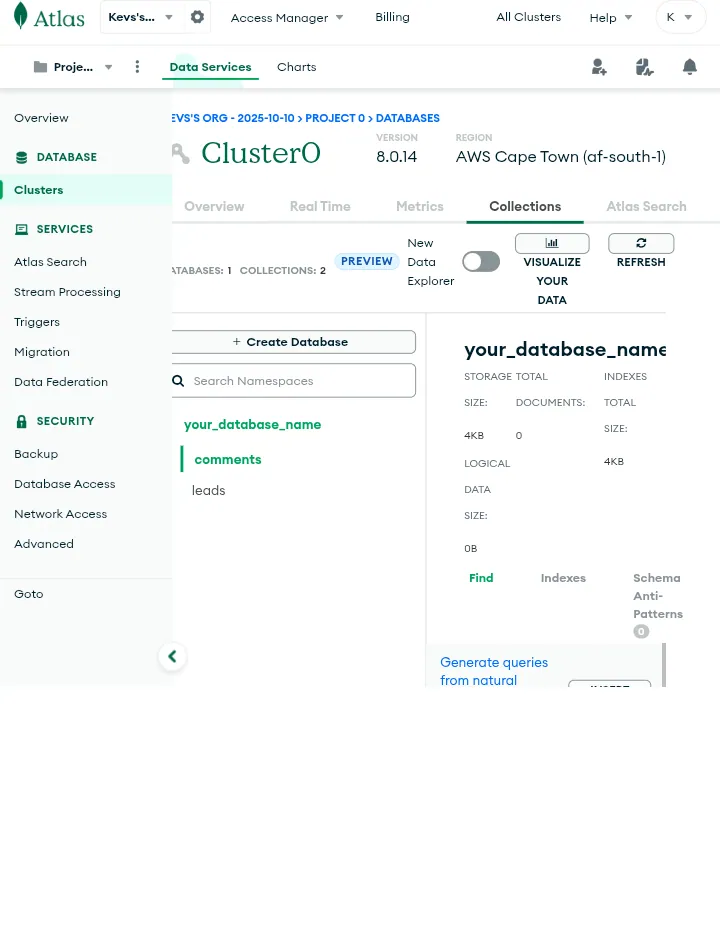 Atlas
Kevs's...
Access Manager
Billing
All Clusters
Help
K
Proje...
Data Services
Charts
Overview
DATABASE
Clusters
SERVICES
Atlas Search
Stream Processing
Triggers
Migration
Data Federation
SECURITY
Backup
Database Access
Network Access
Advanced
Goto
EVS'S ORG - 2025-10-10 > PROJECT 0 > DATABASES
Cluster0
VERSION
8.0.14
REGION
AWS Cape Town (af-south-1)
Overview
Real Time
Metrics
Collections
Atlas Search
ATABASES: 1 COLLECTIONS: 2
PREVIEW
New
Data
Explorer
VISUALIZE
YOUR
DATA
REFRESH
+ Create Database
Search Namespaces
your_database_name
comments
leads
your_database_name
STORAGE
SIZE:
4KB
TOTAL
DOCUMENTS:
0
INDEXES
TOTAL
SIZE:
4KB
LOGICAL
DATA
SIZE:
0B
Find
Indexes
Schema
Anti-
Patterns
0
Generate queries
from natural